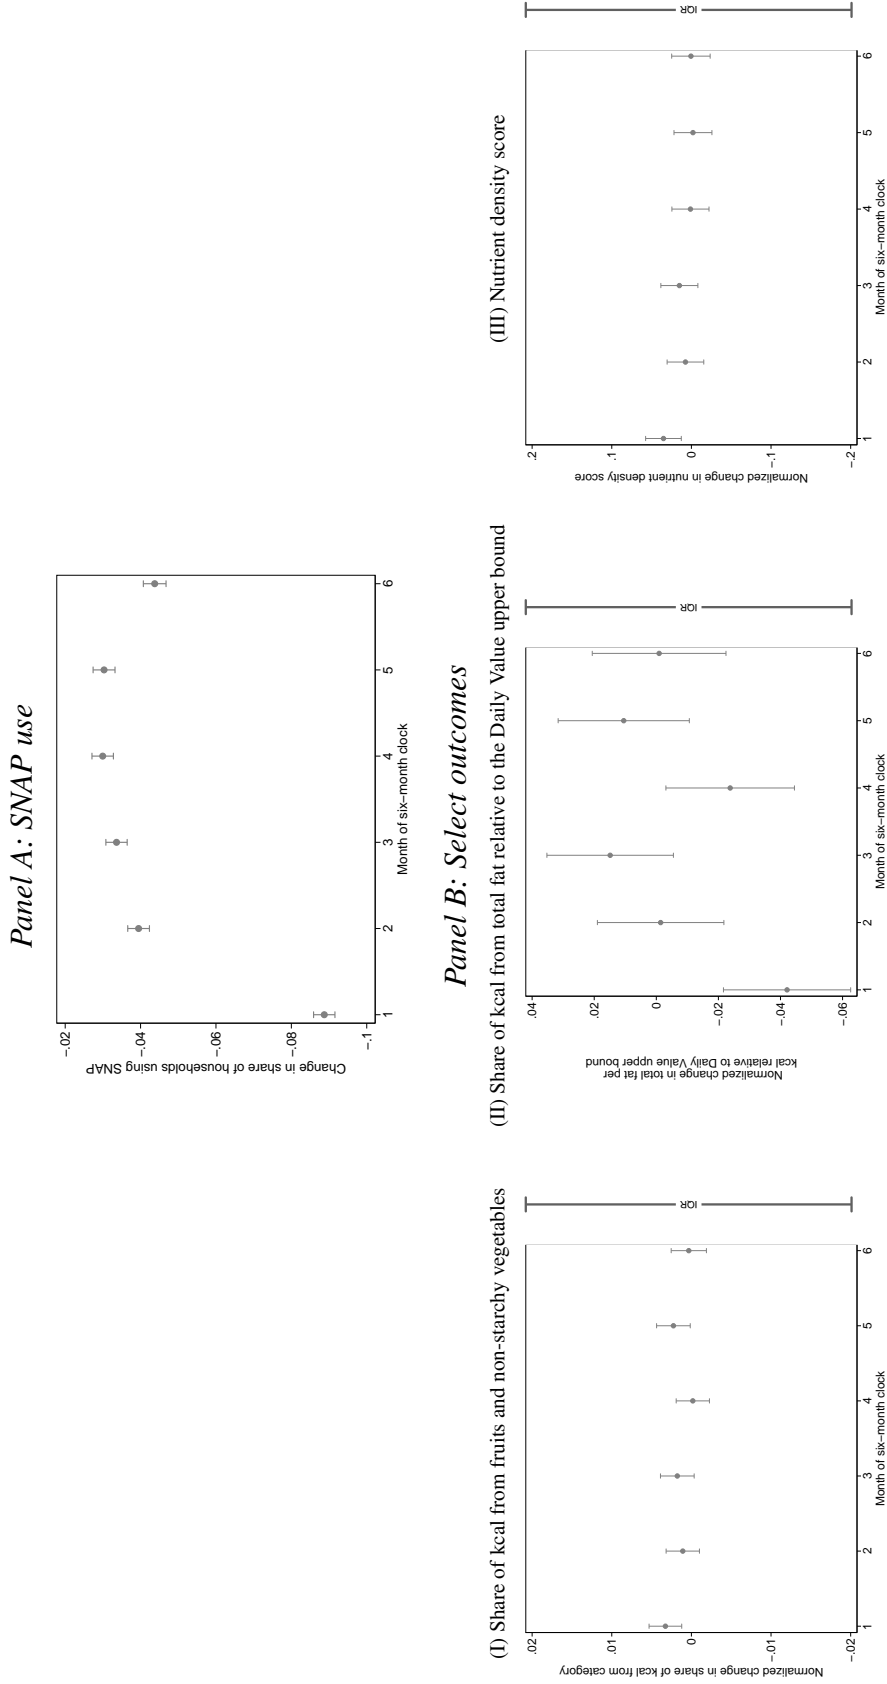 Panel A: SNAP use
Change in share of households using SNAP
−.02
−.04
−.06
−.08
−.1
1 2 3 4 5 6
Month of six−month clock
Panel B: Select outcomes
(I) Share of kcal from fruits and non-starchy vegetables
Normalized change in share of kcal from category
.02
.01
0
−.01
−.02
1 2 3 4 5 6
Month of six−month clock
IQR
(II) Share of kcal from total fat relative to the Daily Value upper bound
Normalized change in total fat per
kcal relative to Daily Value upper bound
.04
.02
0
−.02
−.04
−.06
1 2 3 4 5 6
Month of six−month clock
IQR
(III) Nutrient density score
Normalized change in nutrient density score
.2
.1
0
−.1
−.2
1 2 3 4 5 6
Month of six−month clock
IQR